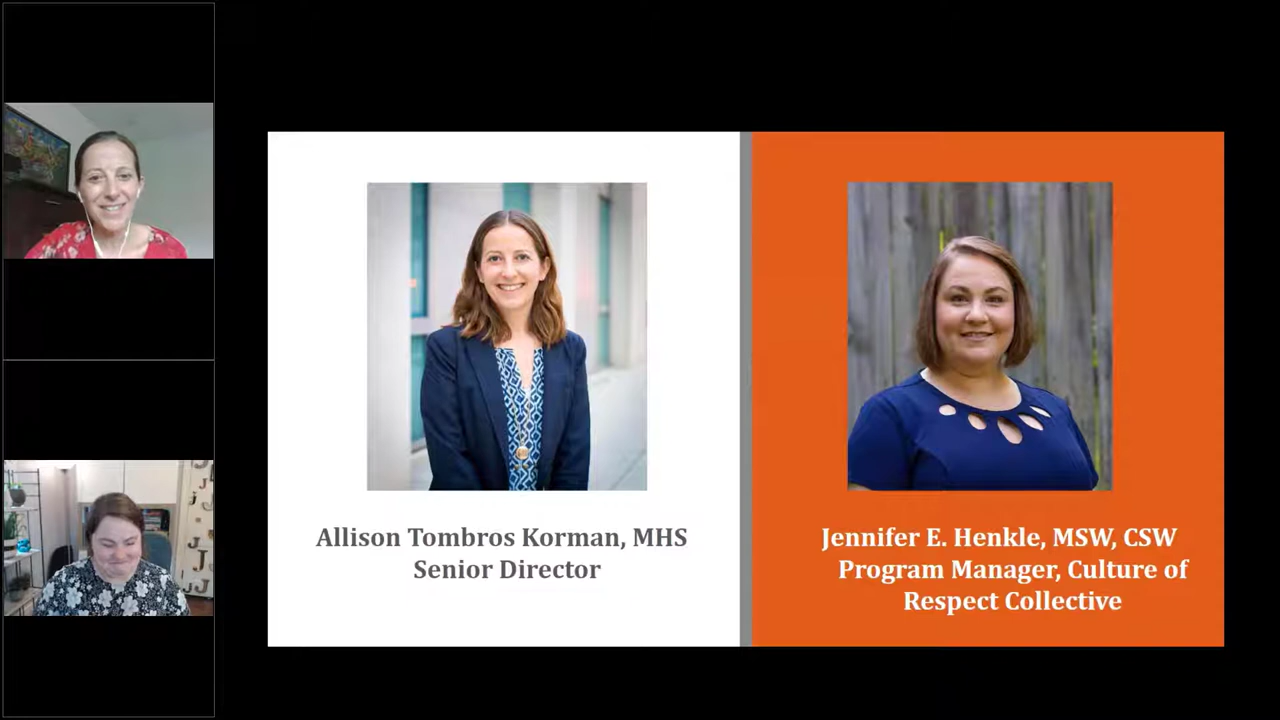 Allison Tombros Korman, MHS
Senior Director
Jennifer E. Henkle, MSW, CSW
Program Manager, Culture of
Respect Collective